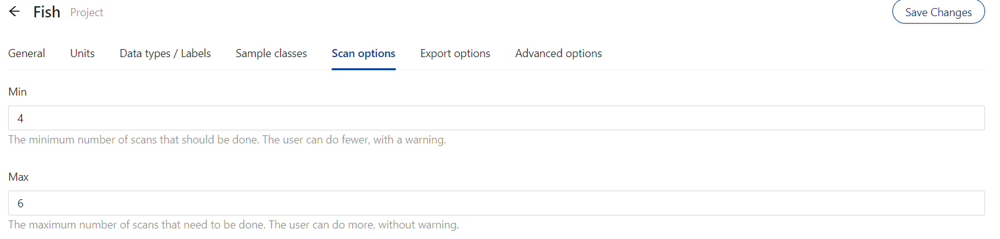 Fish Project Save Changes
General Units Data types / Labels Sample classes Scan options Export options Advanced options
Min
4
The minimum number of scans that should be done. The user can do fewer, with a warning.
Max
6
The maximum number of scans that need to be done. The user can do more, without warning.